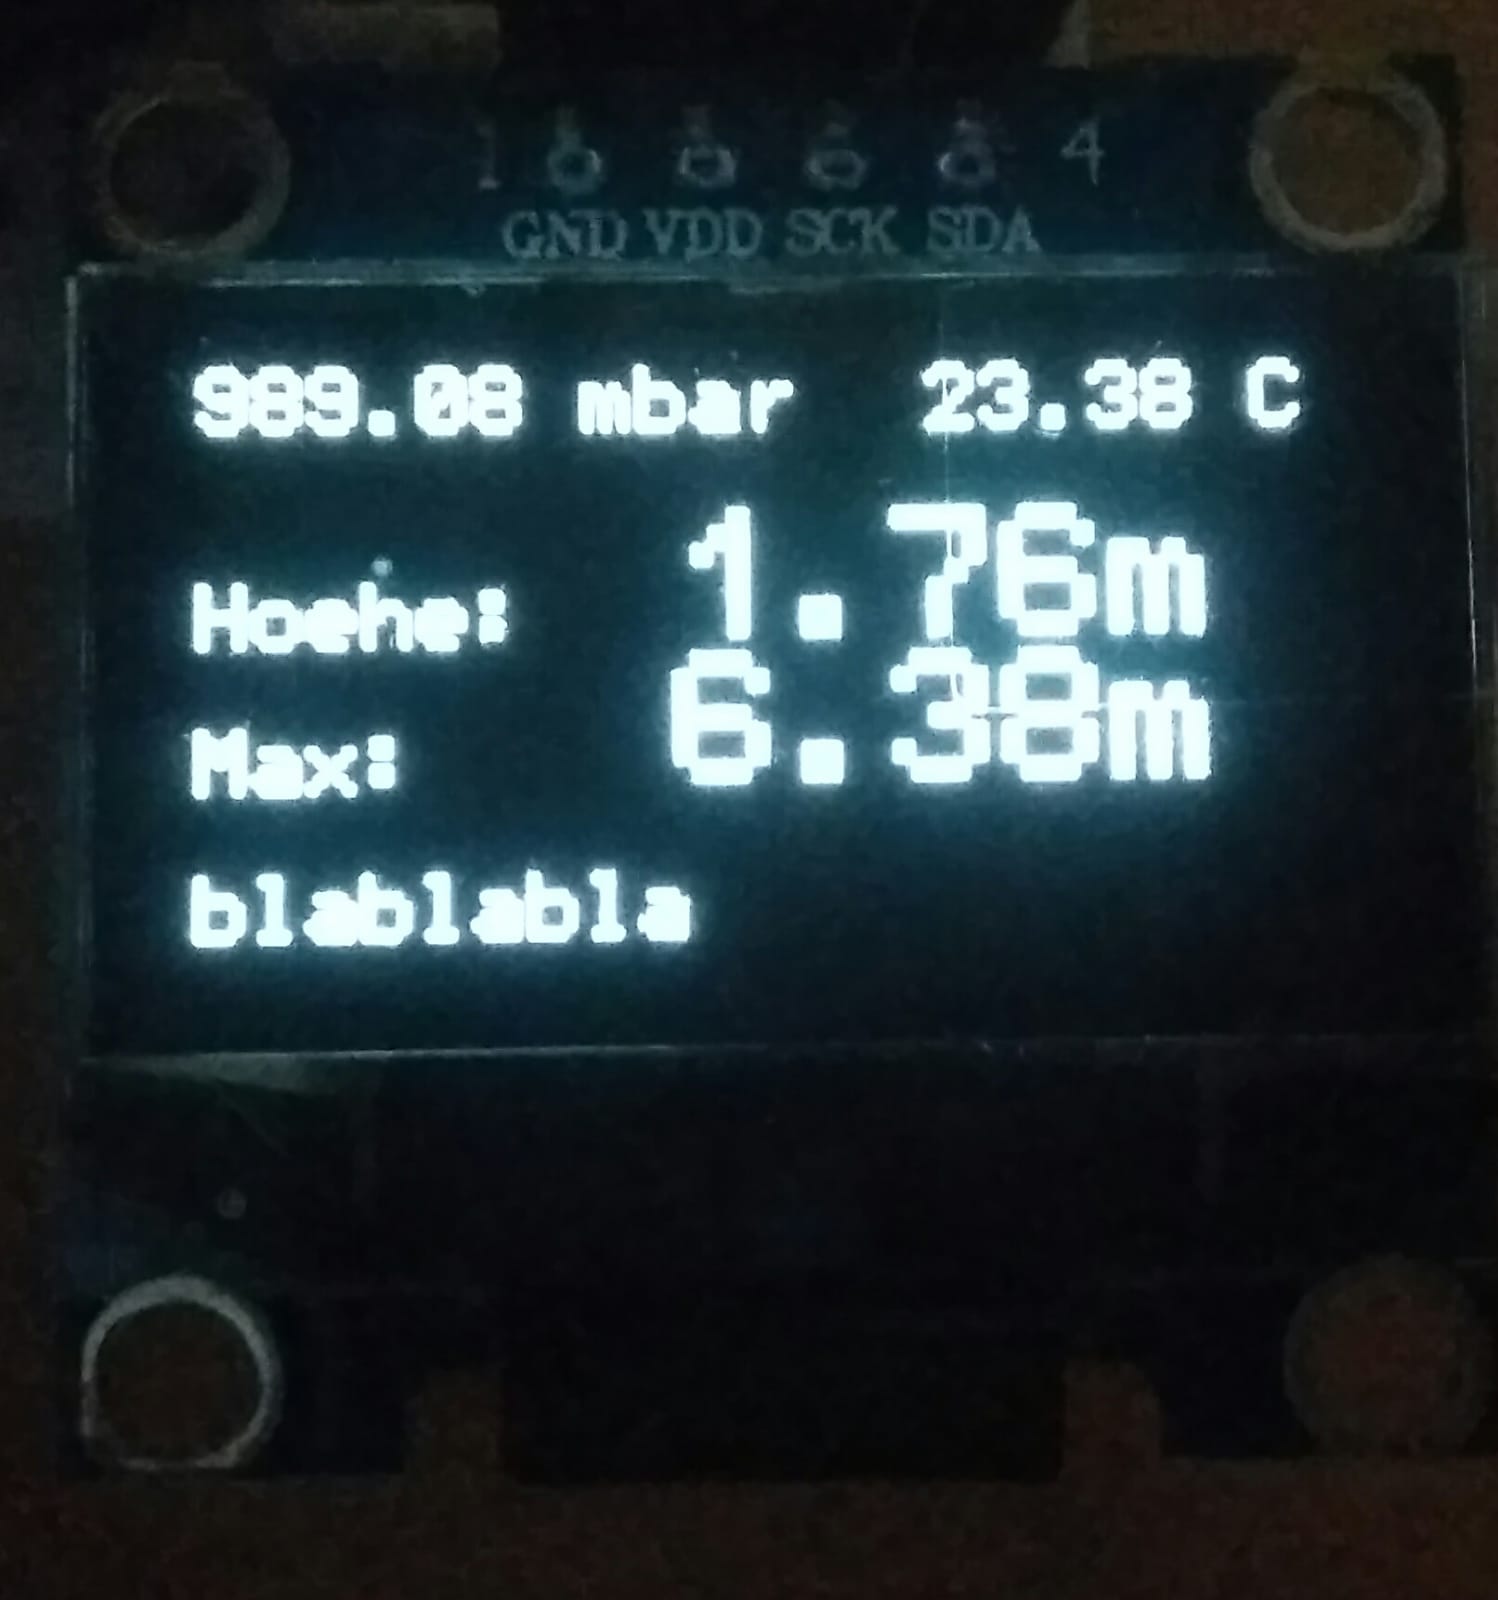 1 4
GND VDD SCK SDA
989.08 mbar 23.38 C
Hoehe: 1.76m
Max: 6.38m
blablabla